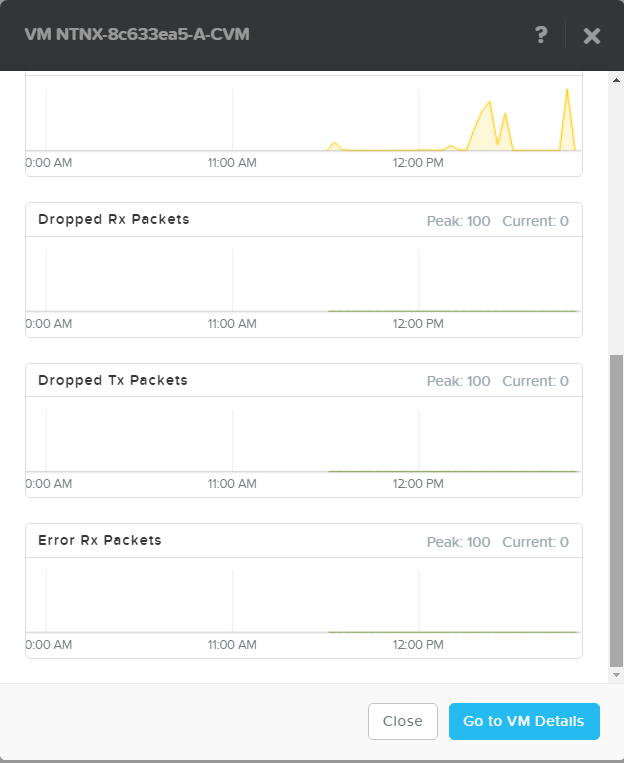 VM NTNX-8c633ea5-A-CVM ?
0:00 AM 11:00 AM 12:00 PM
Dropped Rx Packets Peak: 100 Current: 0
0:00 AM 11:00 AM 12:00 PM
Dropped Tx Packets Peak: 100 Current: 0
0:00 AM 11:00 AM 12:00 PM
Error Rx Packets Peak: 100 Current: 0
0:00 AM 11:00 AM 12:00 PM
Close Go to VM Details